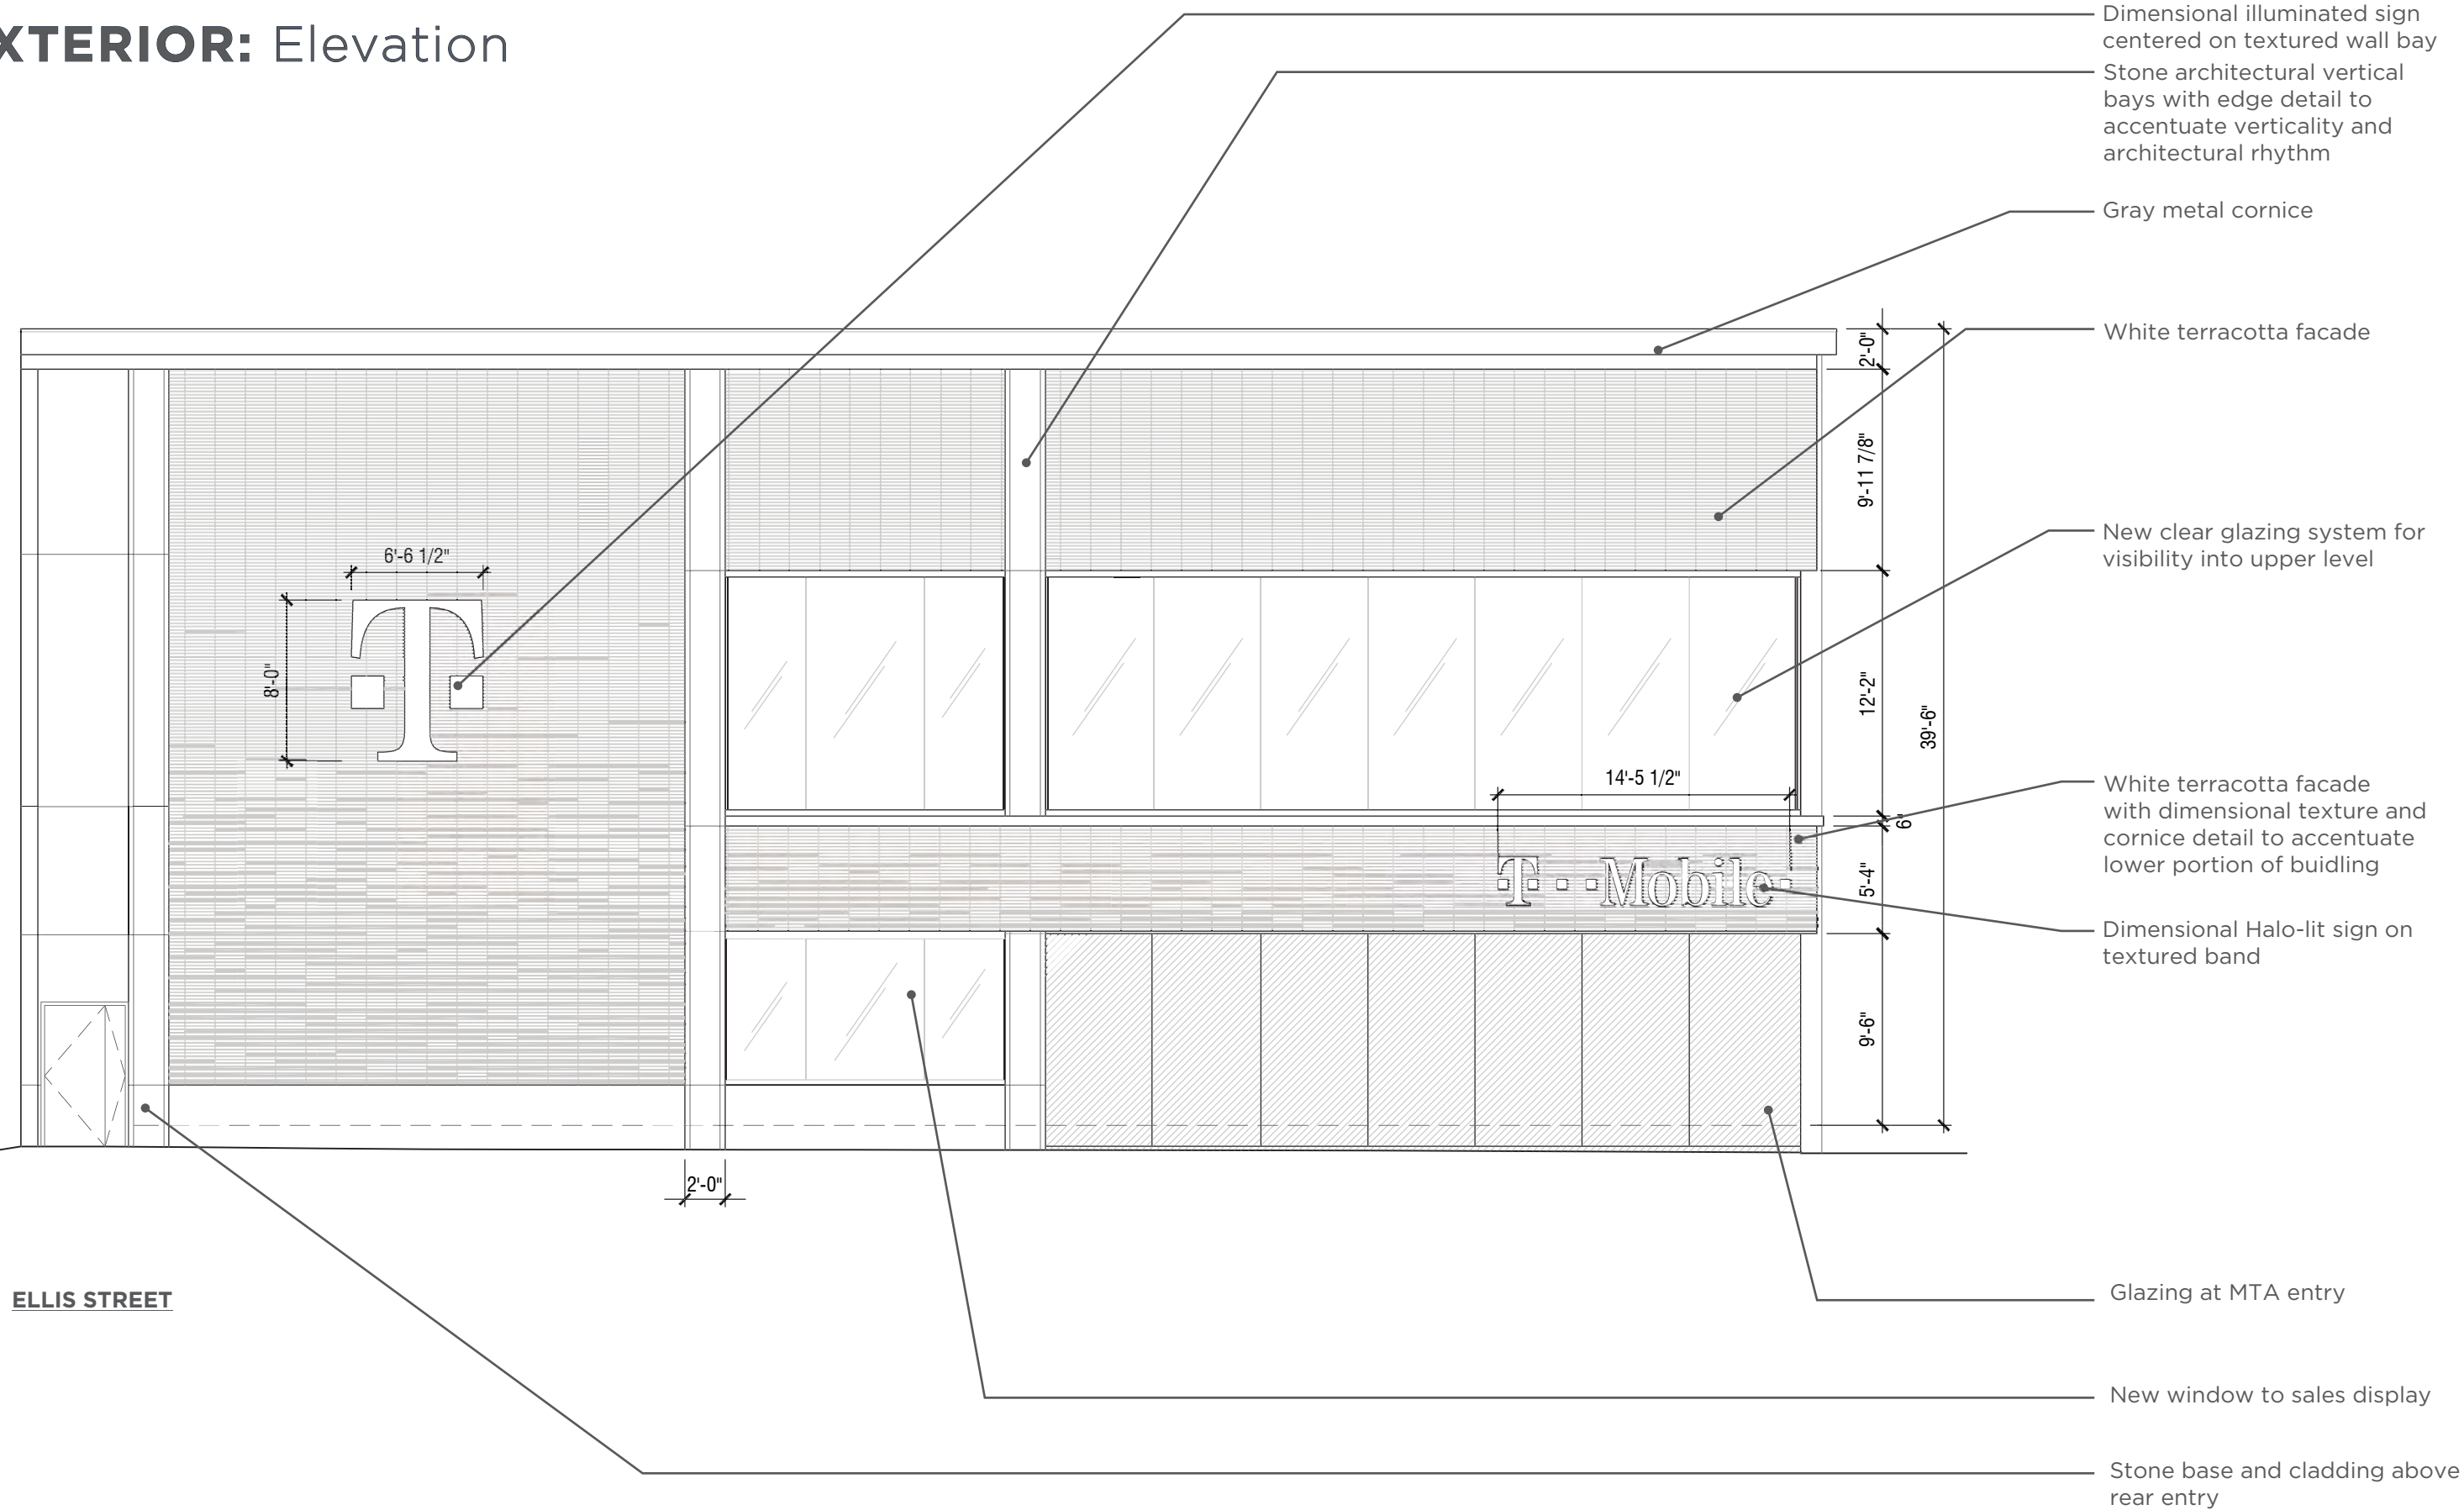 XTERIOR: Elevation
Dimensional illuminated sign
centered on textured wall bay
Stone architectural vertical
bays with edge detail to
accentuate verticality and
architectural rhythm
Gray metal cornice
White terracotta facade
New clear glazing system for
visibility into upper level
White terracotta facade
with dimensional texture and
cornice detail to accentuate
lower portion of buidling
Dimensional Halo-lit sign on
textured band
Glazing at MTA entry
New window to sales display
Stone base and cladding above
rear entry
2'-0"
9'-11 7/8"
12'-2"
6"
5'-4"
9'-6"
39'-6"
6'-6 1/2"
8'-0"
T
14'-5 1/2"
T··Mobile·
2'-0"
ELLIS STREET